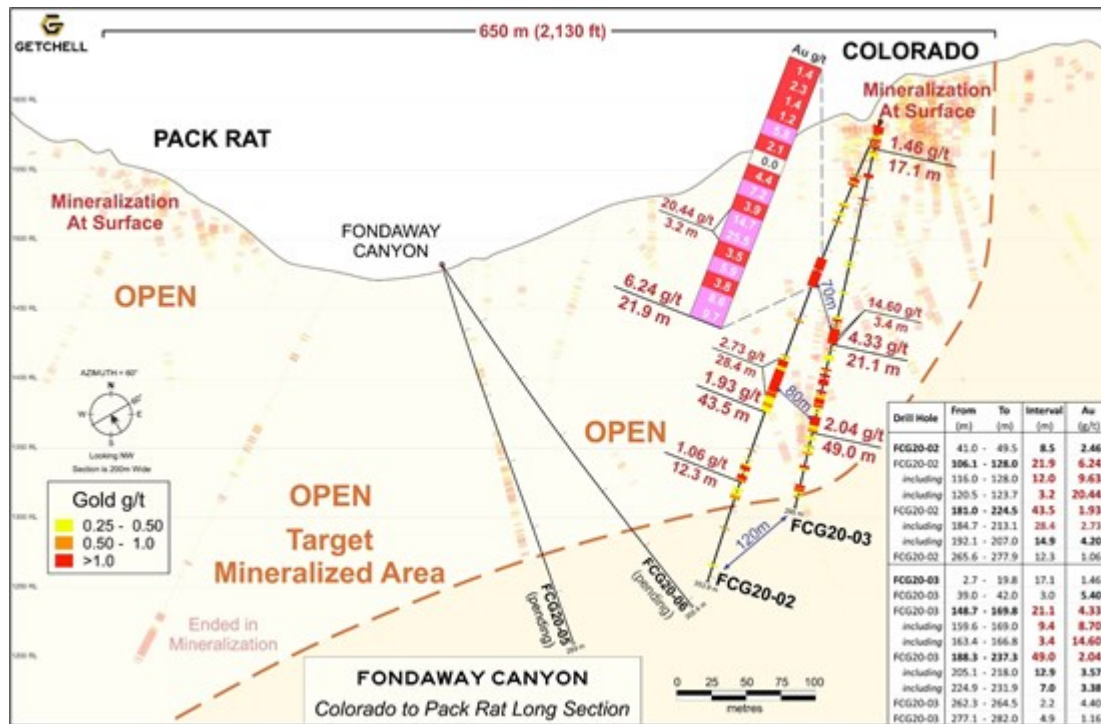 GETCHELL
650 m (2,130 ft)
COLORADO
Au g/t
Mineralization
At Surface
1.4
2.3
1.4
1.2
5.8
2.1
0.0
4.4
7.2
3.9
14.7
25.5
3.5
5.9
3.8
8.6
9.7
PACK RAT
Mineralization
At Surface
1.46 g/t
17.1 m
20.44 g/t
3.2 m
FONDAWAY
CANYON
OPEN
6.24 g/t
21.9 m
70m
14.60 g/t
3.4 m
4.33 g/t
21.1 m
2.73 g/t
28.4 m
1.93 g/t
43.5 m
80m
2.04 g/t
49.0 m
OPEN
1.06 g/t
12.3 m
AZIMUTH = 60°
N
60°
W
E
S
Looking NW
Section is 200m Wide
Gold g/t
0.25 - 0.50
0.50 - 1.0
>1.0
OPEN
Target
Mineralized Area
Ended in
Mineralization
FCG20-03
120m
FCG20-02
FCG20-06
(pending)
FCG20-05
(pending)
FONDAWAY CANYON
Colorado to Pack Rat Long Section
0 25 50 75 100
metres
Drill Hole From To Interval Au
(m) (m) (m) (g/t)
FCG20-02 41.0 - 49.5 8.5 2.46
FCG20-02 106.1 - 128.0 21.9 6.24
including 116.0 - 128.0 12.0 9.63
including 120.5 - 123.7 3.2 20.44
FCG20-02 181.0 - 224.5 43.5 1.93
including 184.7 - 213.1 28.4 2.73
including 192.1 - 207.0 14.9 4.20
FCG20-02 265.6 - 277.9 12.3 1.06
FCG20-03 2.7 - 19.8 17.1 1.46
FCG20-03 39.0 - 42.0 3.0 5.40
FCG20-03 148.7 - 169.8 21.1 4.33
including 159.6 - 169.0 9.4 8.70
including 163.4 - 166.8 3.4 14.60
FCG20-03 188.3 - 237.3 49.0 2.04
including 205.1 - 218.0 12.9 3.57
including 224.9 - 231.9 7.0 3.38
FCG20-03 262.3 - 264.5 2.2 4.40
FCG20-03 277.1 - 282.0 4.9 1.16